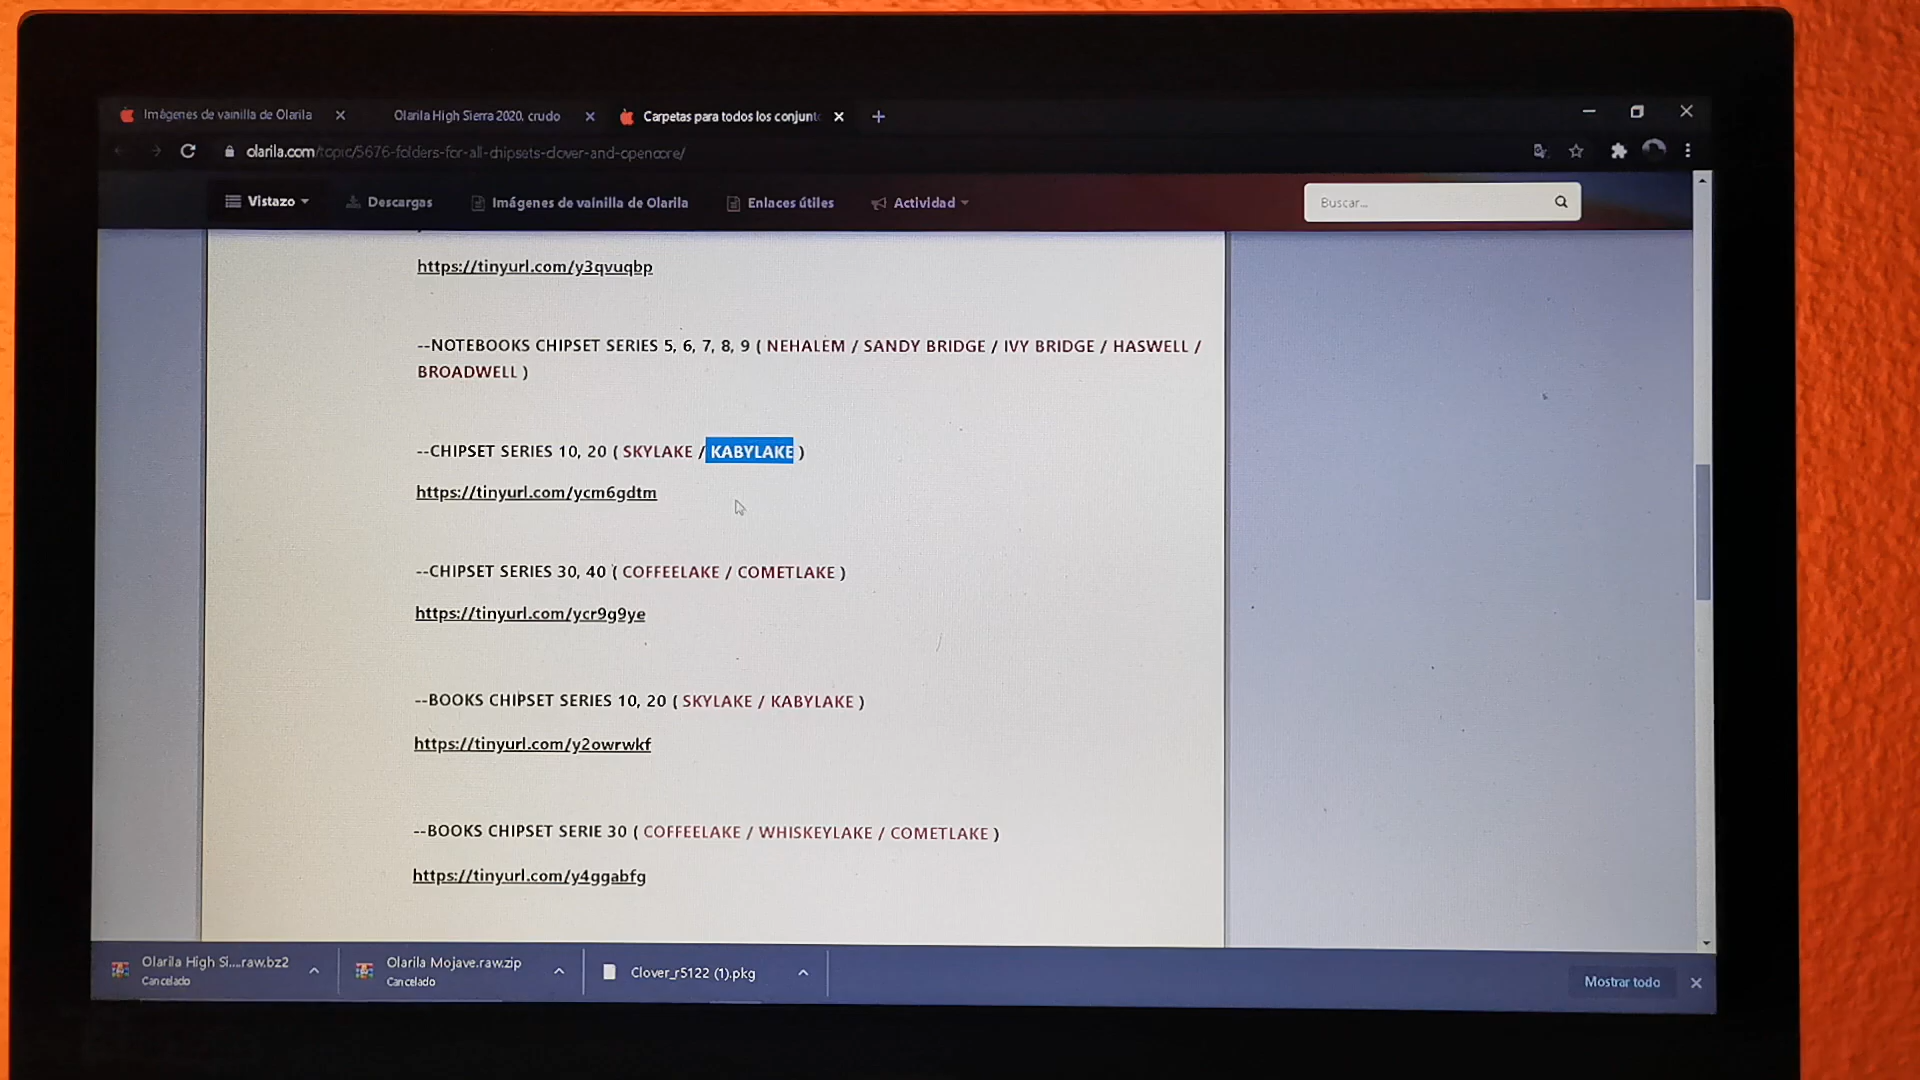 Imágenes de vainilla de Olarila
Olarila High Sierra 2020, crudo
Carpetas para todos los conjunt
olarila.com/topic/5676-folders-for-all-chipsets-clover-and-opencore/
Vistazo
Descargas
Imágenes de vainilla de Olarila
Enlaces útiles
Actividad
Buscar...
https://tinyurl.com/y3qvuqbp
--NOTEBOOKS CHIPSET SERIES 5, 6, 7, 8, 9 ( NEHALEM / SANDY BRIDGE / IVY BRIDGE / HASWELL /
BROADWELL )
--CHIPSET SERIES 10, 20 ( SKYLAKE / KABYLAKE )
https://tinyurl.com/ycm6gdtm
--CHIPSET SERIES 30, 40 ( COFFEELAKE / COMETLAKE )
https://tinyurl.com/ycr9g9ye
--BOOKS CHIPSET SERIES 10, 20 ( SKYLAKE / KABYLAKE )
https://tinyurl.com/y2owrwkf
--BOOKS CHIPSET SERIE 30 ( COFFEELAKE / WHISKEYLAKE / COMETLAKE )
https://tinyurl.com/y4ggabfg
Olarila High Si....raw.bz2
Cancelado
Olarila Mojave.raw.zip
Cancelado
Clover_r5122 (1).pkg
Mostrar todo